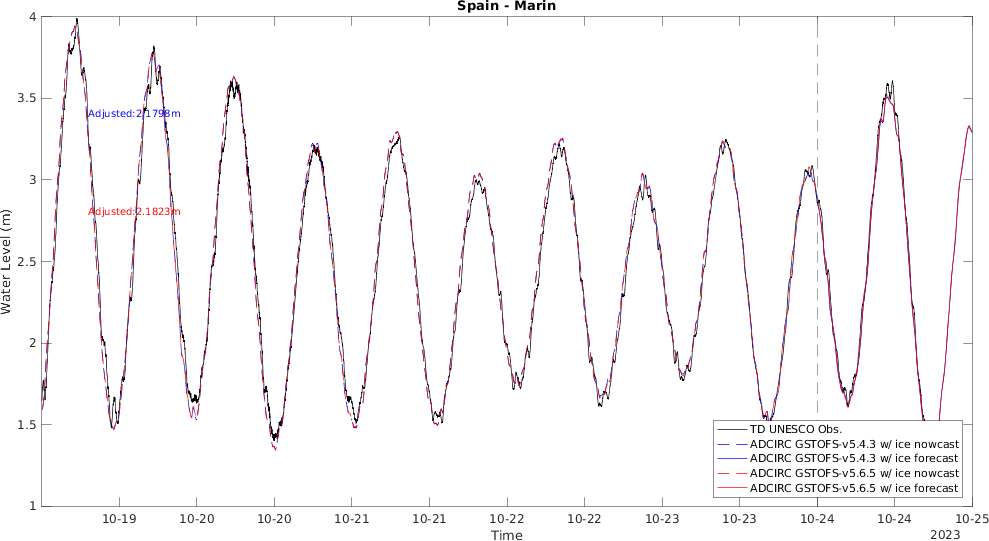 Spain - Marin
4
3.5
3
2.5
2
1.5
1
Water Level (m)
Adjusted:2.1798m
Adjusted:2.1823m
TD UNESCO Obs.
ADCIRC GSTOFS-v5.4.3 w/ ice nowcast
ADCIRC GSTOFS-v5.4.3 w/ ice forecast
ADCIRC GSTOFS-v5.6.5 w/ ice nowcast
ADCIRC GSTOFS-v5.6.5 w/ ice forecast
10-19 10-20 10-20 10-21 10-21 10-22 10-22 10-23 10-23 10-24 10-24 10-25
Time
2023